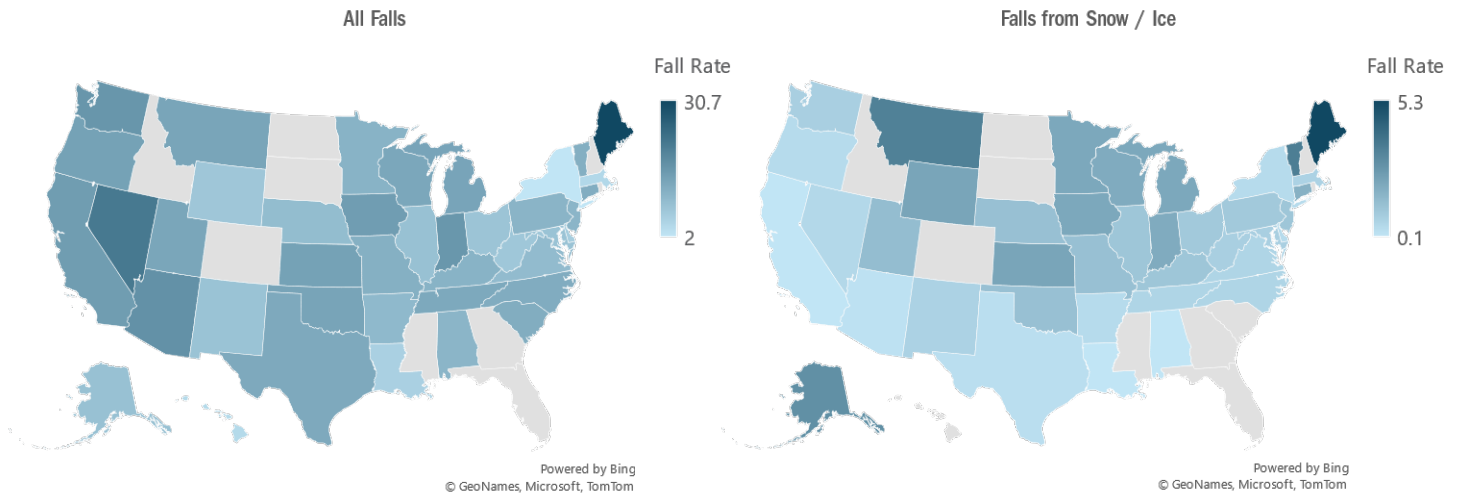 All Falls
Fall Rate
30.7
2
Powered by Bing
© GeoNames, Microsoft, TomTom
Falls from Snow / Ice
Fall Rate
5.3
0.1
Powered by Bing
© GeoNames, Microsoft, TomTom